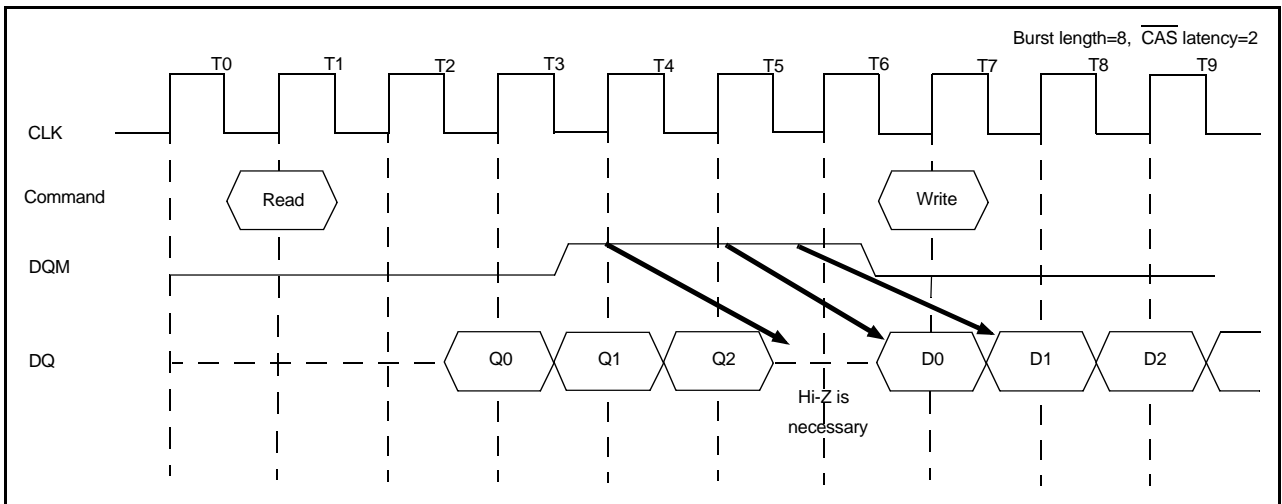 Burst length=8, CAS latency=2
T0 T1 T2 T3 T4 T5 T6 T7 T8 T9
CLK
Command Read Write
DQM
DQ Q0 Q1 Q2 D0 D1 D2
Hi-Z is
necessary